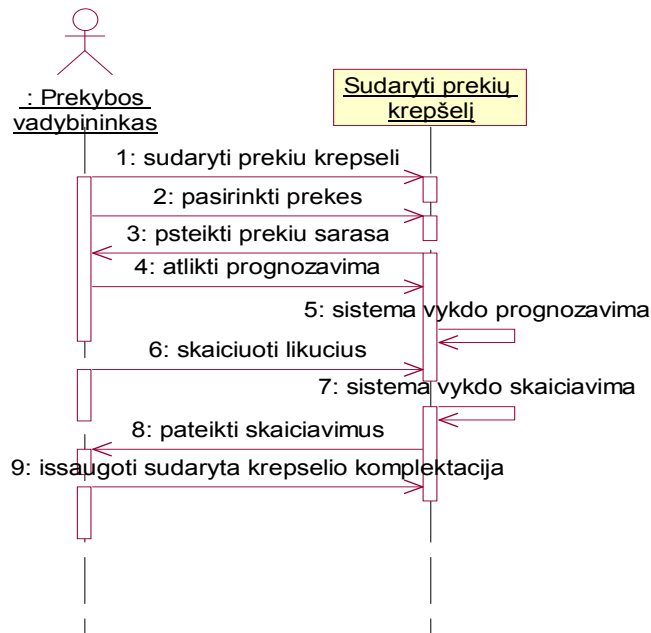 : Prekybos
vadybininkas
Sudaryti prekių
krepšelį
1: sudaryti prekiu krepseli
2: pasirinkti prekes
3: psteikti prekiu sarasa
4: atlikti prognozavima
5: sistema vykdo prognozavima
6: skaiciuoti likucius
7: sistema vykdo skaiciavima
8: pateikti skaiciavimus
9: issaugoti sudaryta krepselio komplektacija